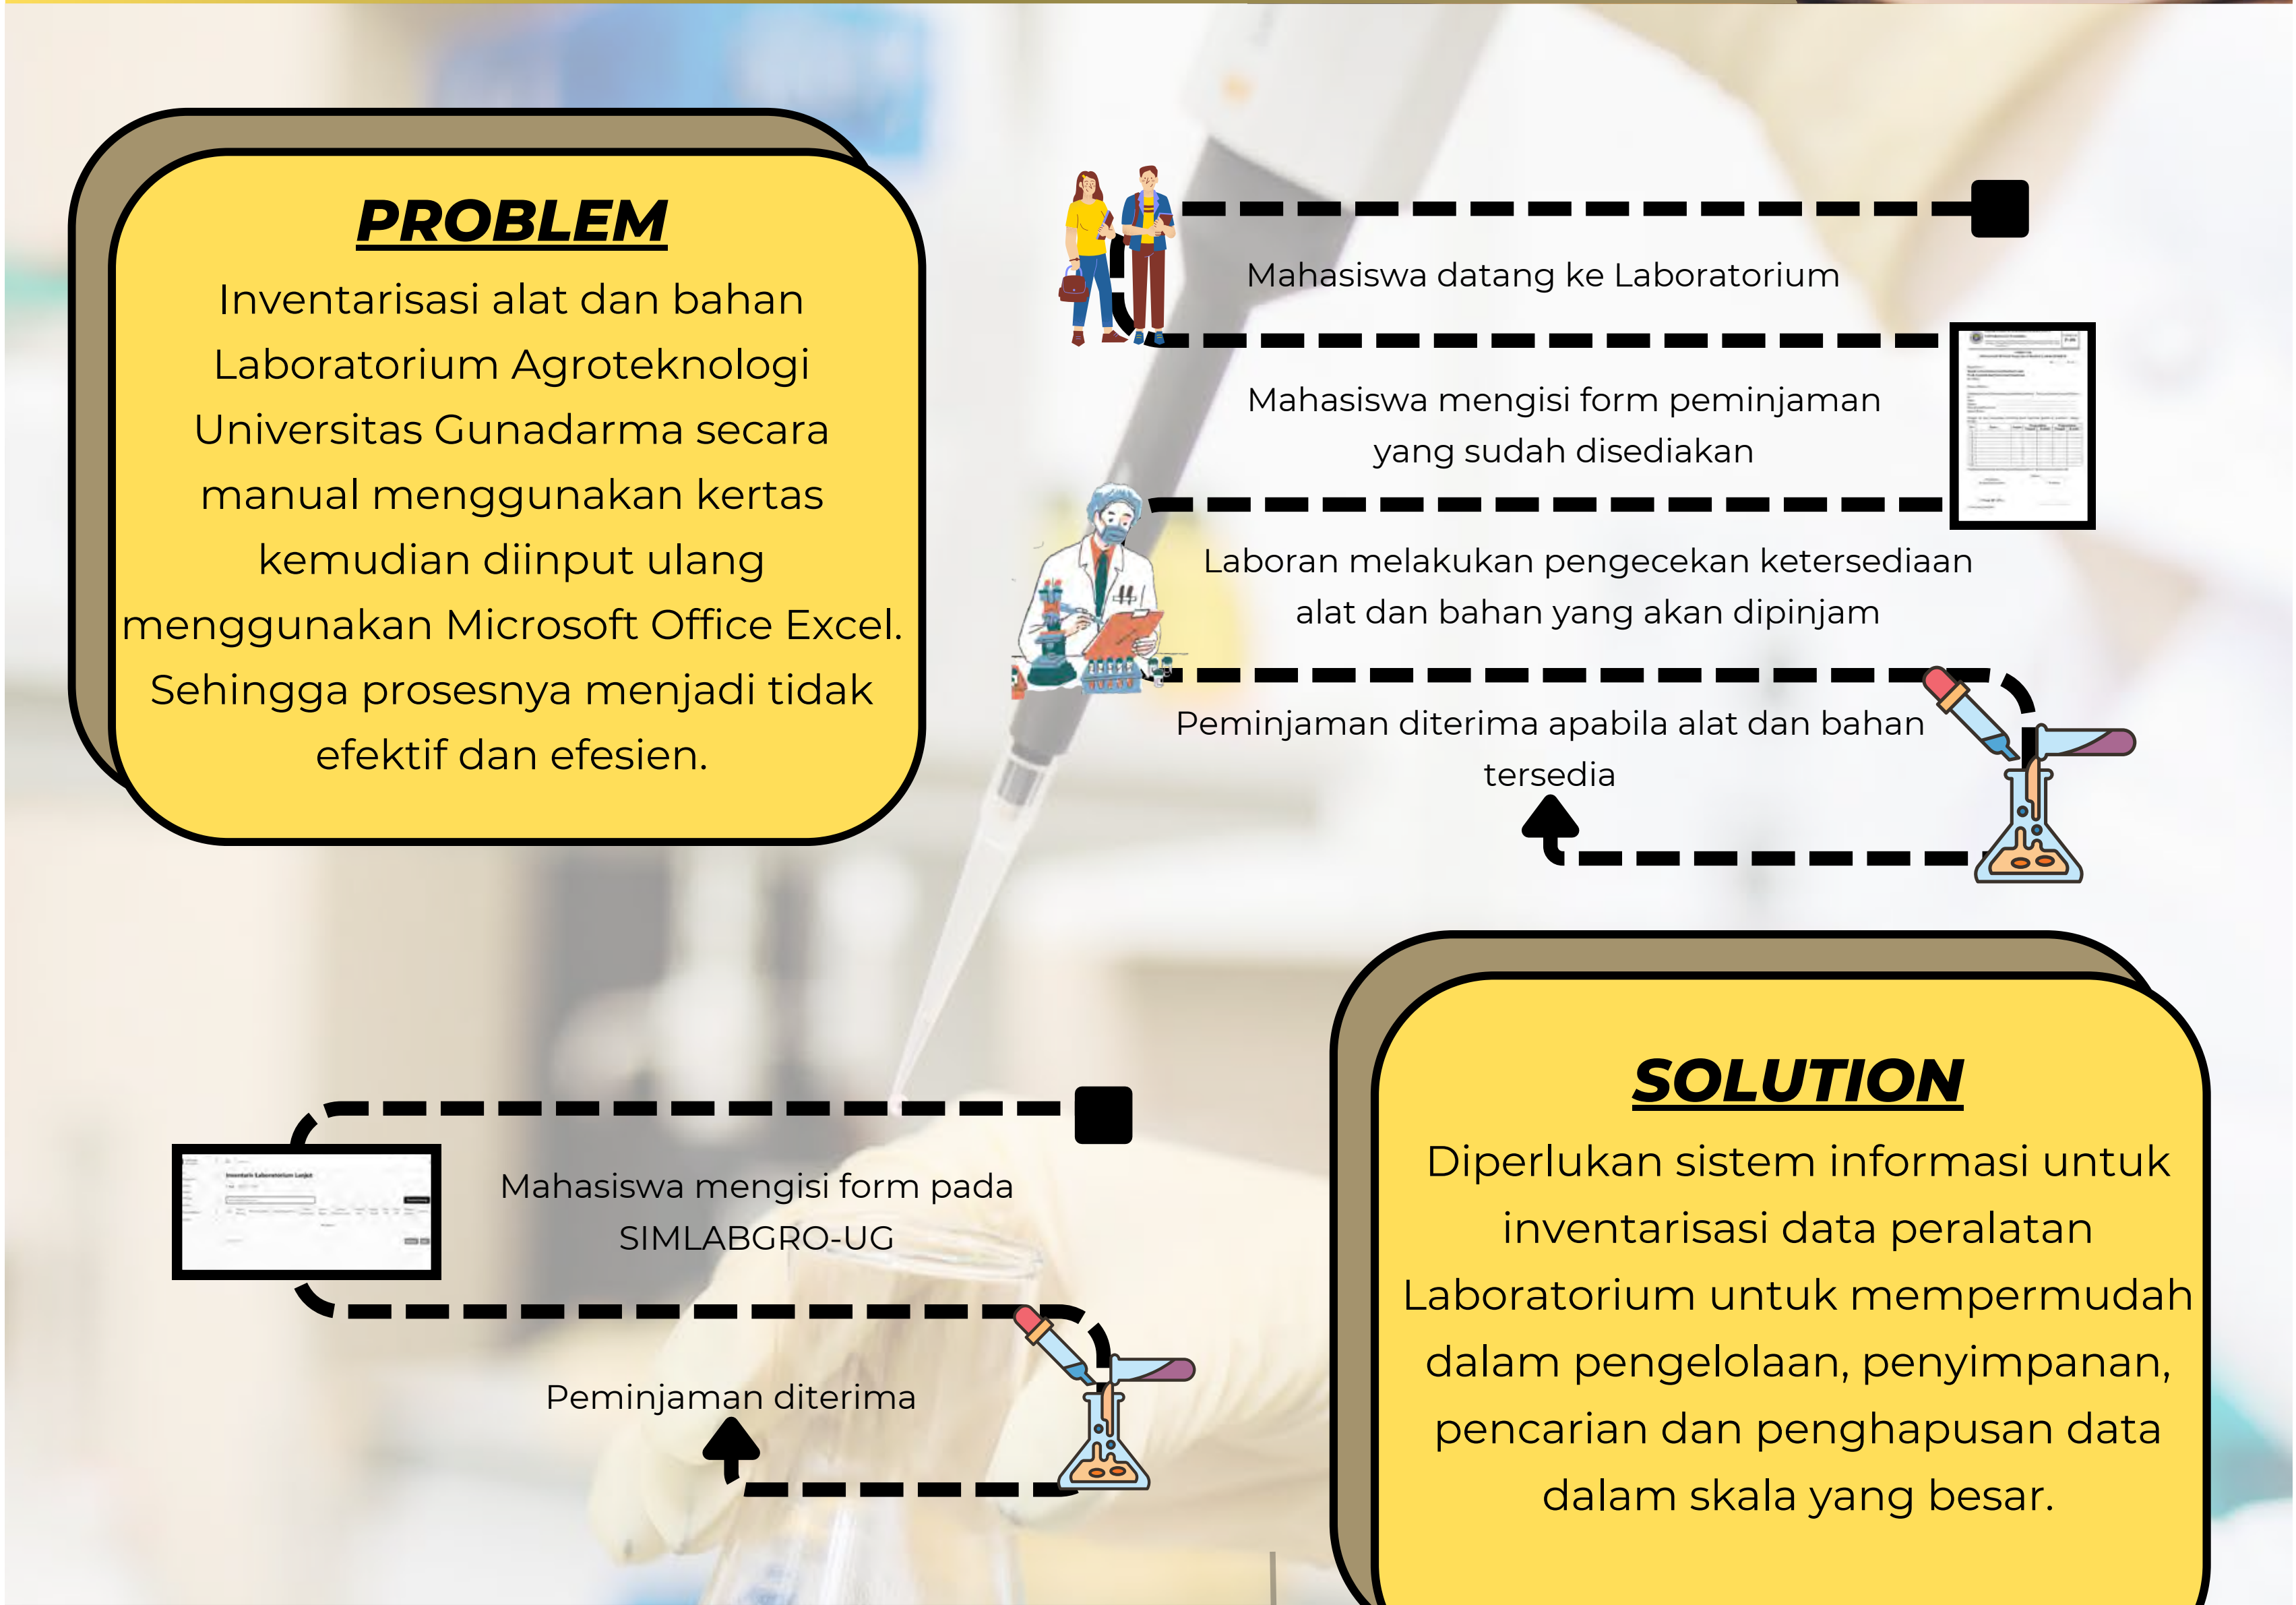 PROBLEM
Inventarisasi alat dan bahan
Laboratorium Agroteknologi
Universitas Gunadarma secara
manual menggunakan kertas
kemudian diinput ulang
menggunakan Microsoft Office Excel.
Sehingga prosesnya menjadi tidak
efektif dan efesien.
Mahasiswa datang ke Laboratorium
Mahasiswa mengisi form peminjaman
yang sudah disediakan
Laboran melakukan pengecekan ketersediaan
alat dan bahan yang akan dipinjam
Peminjaman diterima apabila alat dan bahan
tersedia
Inventaris Laboratorium Lanjut
Mahasiswa mengisi form pada
SIMLABGRO-UG
Peminjaman diterima
SOLUTION
Diperlukan sistem informasi untuk
inventarisasi data peralatan
Laboratorium untuk mempermudah
dalam pengelolaan, penyimpanan,
pencarian dan penghapusan data
dalam skala yang besar.